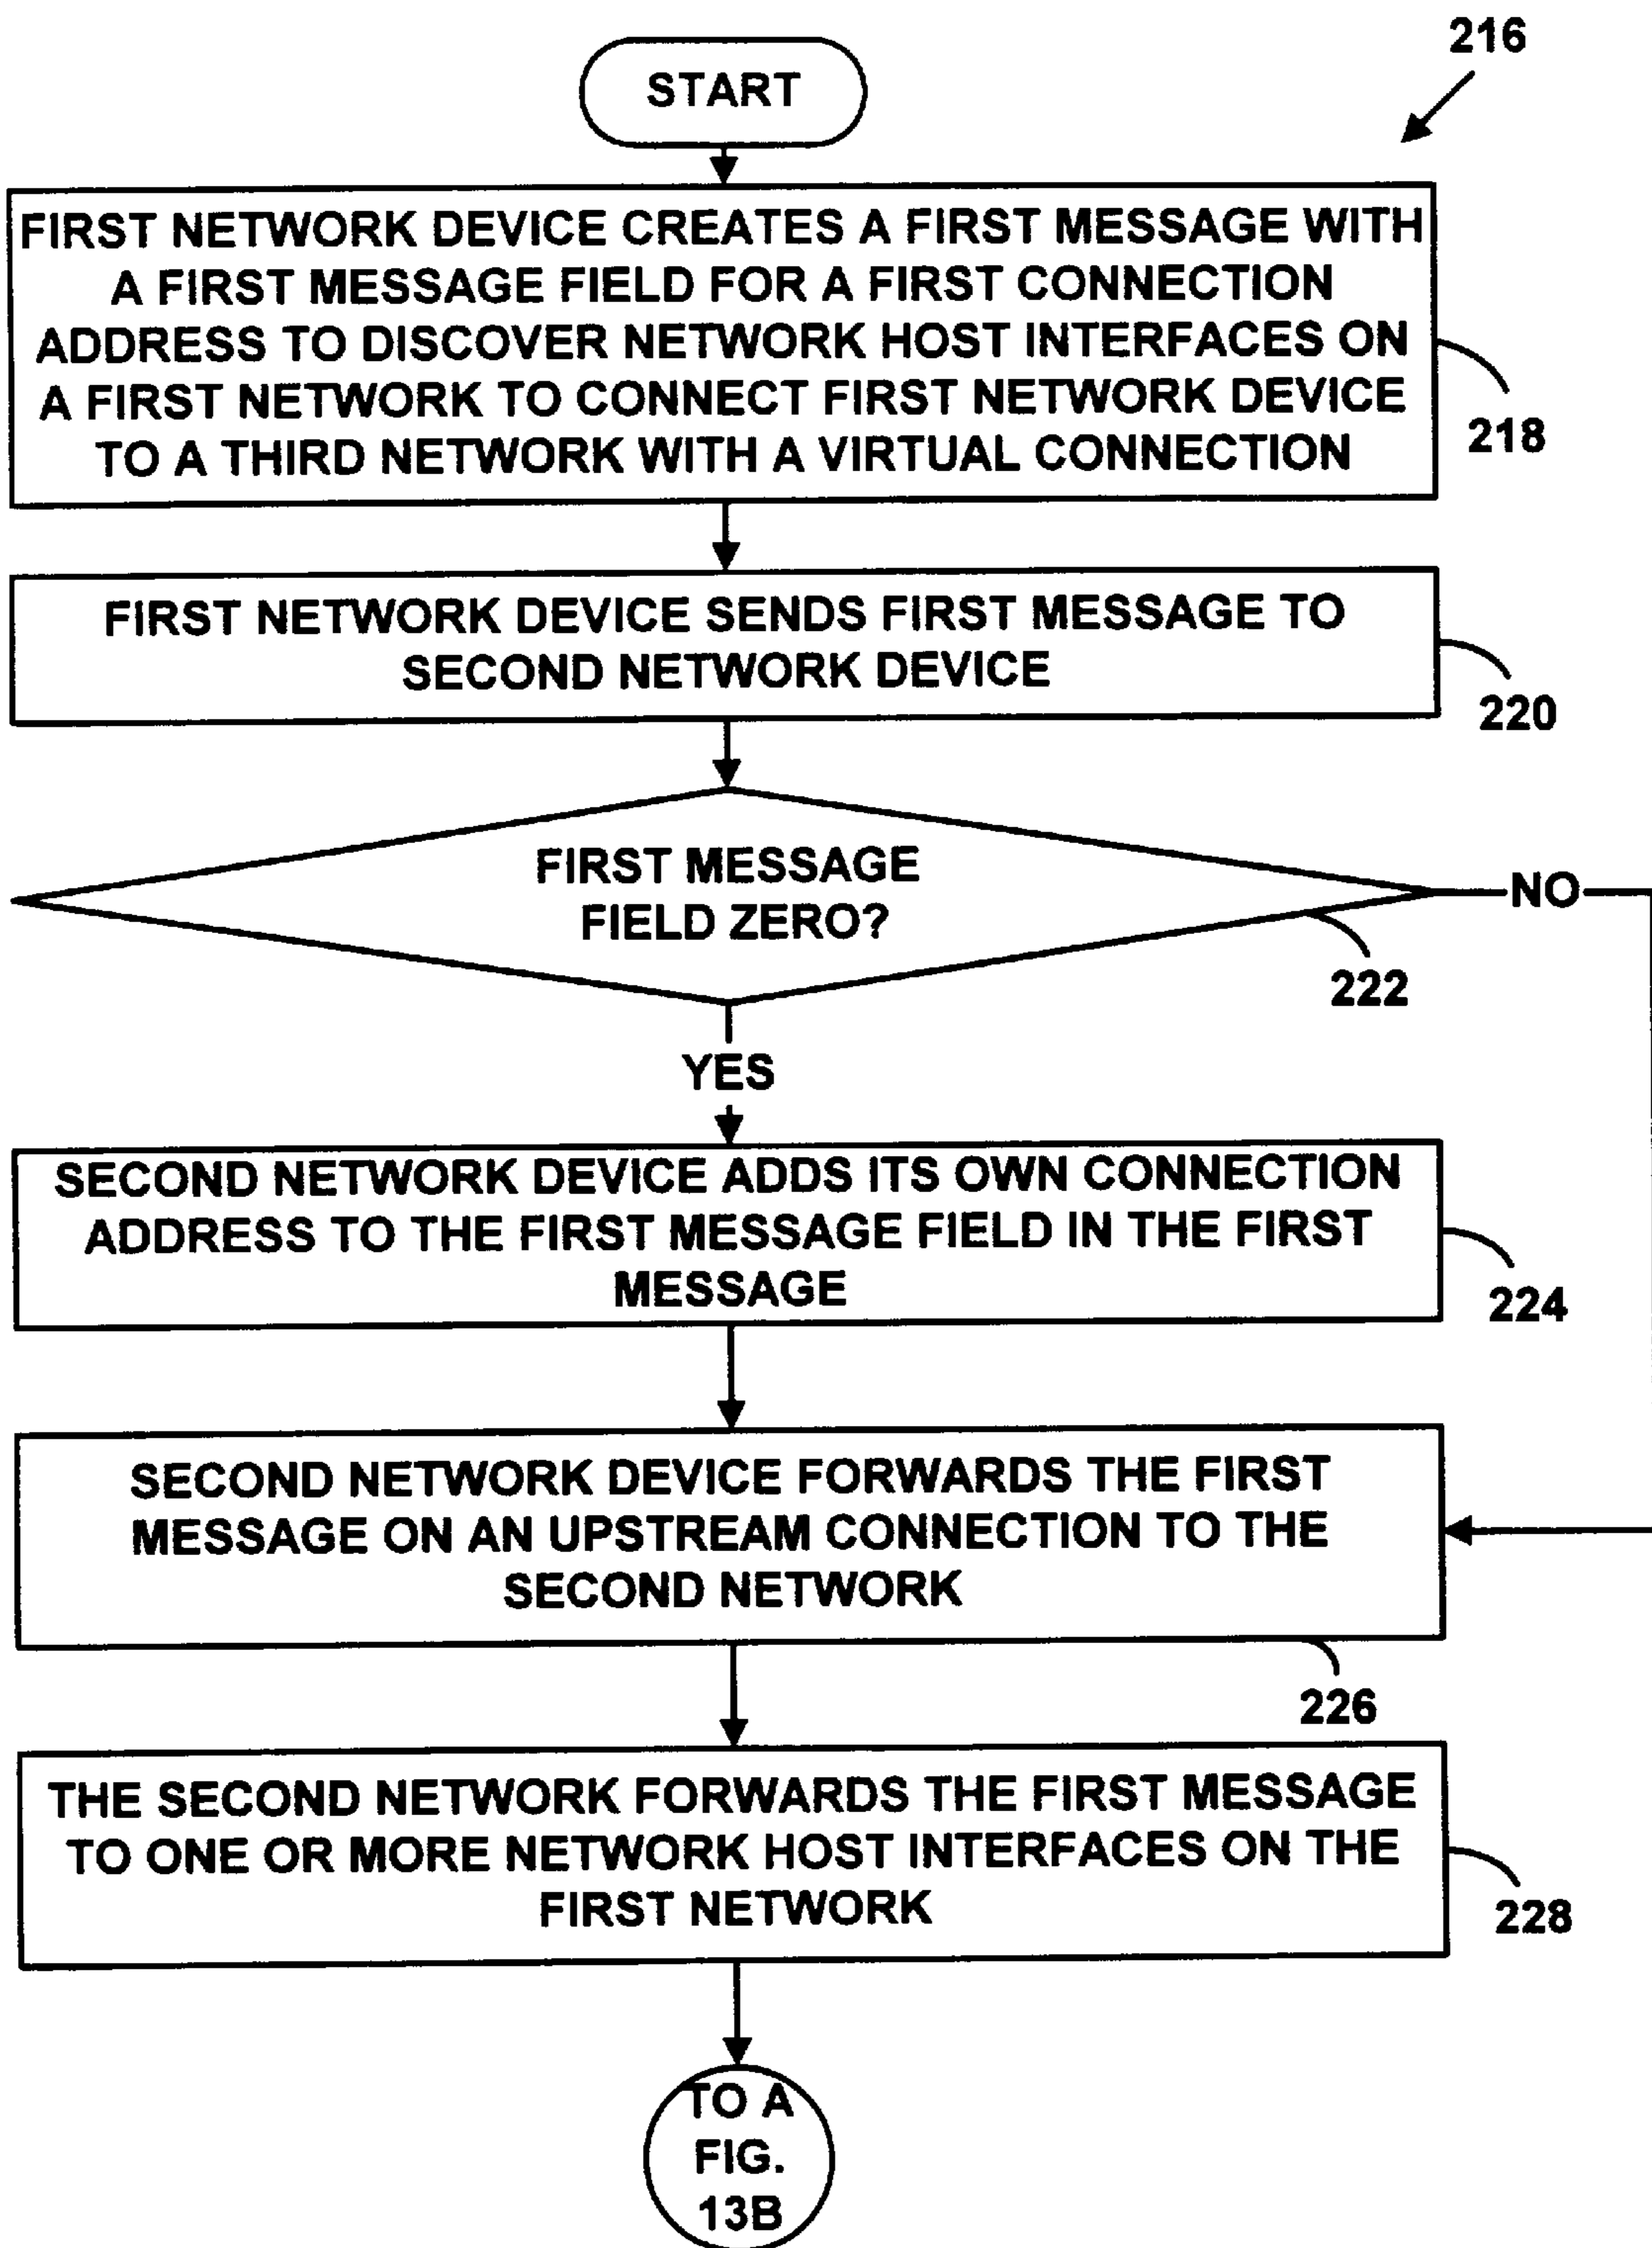 216
START
FIRST NETWORK DEVICE CREATES A FIRST MESSAGE WITH
A FIRST MESSAGE FIELD FOR A FIRST CONNECTION
ADDRESS TO DISCOVER NETWORK HOST INTERFACES ON
A FIRST NETWORK TO CONNECT FIRST NETWORK DEVICE
TO A THIRD NETWORK WITH A VIRTUAL CONNECTION
218
FIRST NETWORK DEVICE SENDS FIRST MESSAGE TO
SECOND NETWORK DEVICE
220
FIRST MESSAGE
FIELD ZERO?
NO
222
YES
SECOND NETWORK DEVICE ADDS ITS OWN CONNECTION
ADDRESS TO THE FIRST MESSAGE FIELD IN THE FIRST
MESSAGE
224
SECOND NETWORK DEVICE FORWARDS THE FIRST
MESSAGE ON AN UPSTREAM CONNECTION TO THE
SECOND NETWORK
226
THE SECOND NETWORK FORWARDS THE FIRST MESSAGE
TO ONE OR MORE NETWORK HOST INTERFACES ON THE
FIRST NETWORK
228
TO A
FIG.
13B